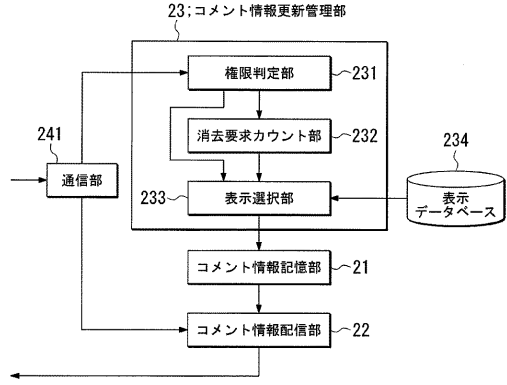 23;コメント情報更新管理部
権限判定部
231
消去要求カウント部
232
241
通信部
234
233
表示選択部
表示
データベース
コメント情報記憶部
21
コメント情報配信部
22